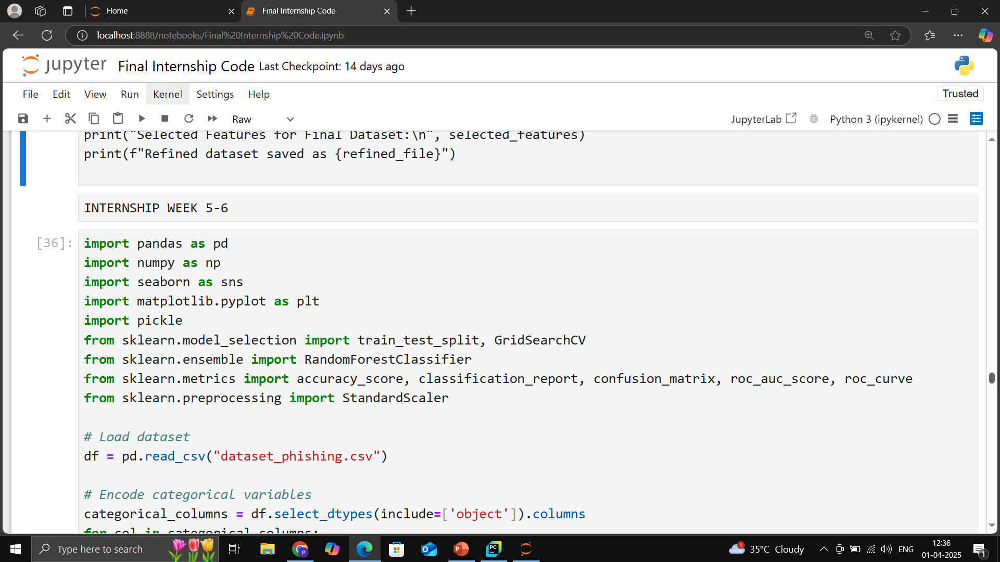 Home
Final Internship Code
localhost:8888/notebooks/Final%20Internship%20Code.ipynb
jupyter Final Internship Code Last Checkpoint: 14 days ago
File Edit View Run Kernel Settings Help Trusted
Raw JupyterLab Python 3 (ipykernel)
print("Selected Features for Final Dataset:\n", selected_features)
print(f"Refined dataset saved as {refined_file}")
INTERNSHIP WEEK 5-6
[36]: import pandas as pd
import numpy as np
import seaborn as sns
import matplotlib.pyplot as plt
import pickle
from sklearn.model_selection import train_test_split, GridSearchCV
from sklearn.ensemble import RandomForestClassifier
from sklearn.metrics import accuracy_score, classification_report, confusion_matrix, roc_auc_score, roc_curve
from sklearn.preprocessing import StandardScaler
# Load dataset
df = pd.read_csv("dataset_phishing.csv")
# Encode categorical variables
categorical_columns = df.select_dtypes(include=['object']).columns
for col in categorical_columns:
Type here to search
1 35°C Cloudy ENG
12:36
01-04-2025
1